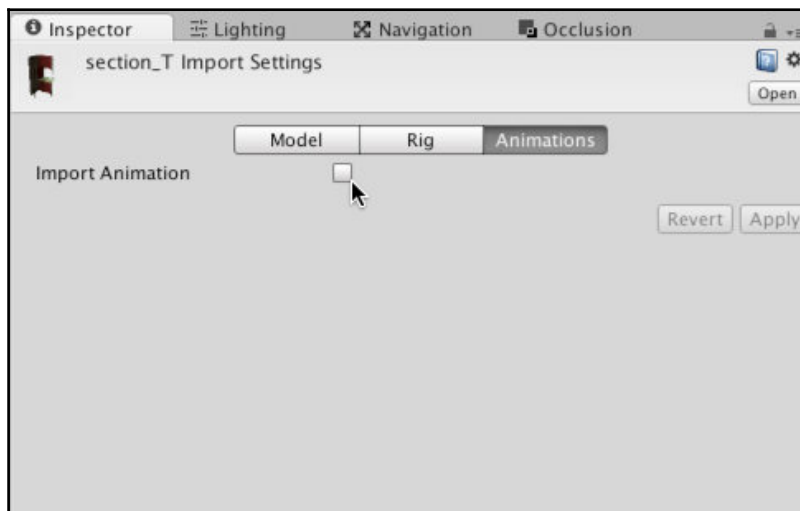 Inspector Lighting Navigation Occlusion
section_T Import Settings
Open
Model Rig Animations
Import Animation
Revert Apply